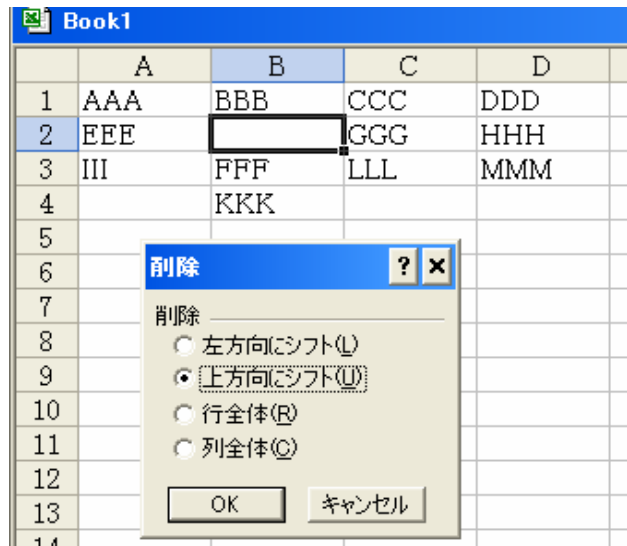 Book1
A B C D
1 AAA BBB CCC DDD
2 EEE GGG HHH
3 III FFF LLL MMM
4 KKK
5
6
7
8
9
10
11
12
13
14
削除
? ×
削除
左方向にシフト(L)
上方向にシフト(U)
行全体(R)
列全体(C)
OK キャンセル